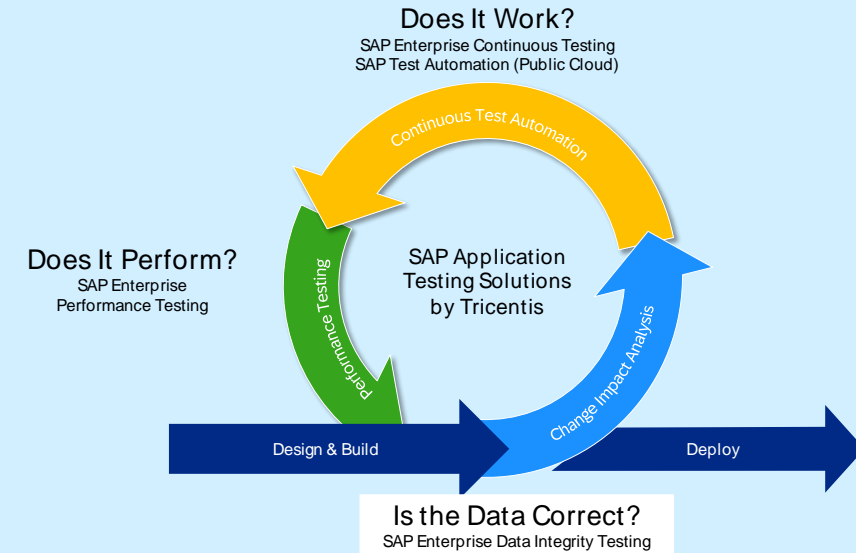 Does It Work?
SAP Enterprise Continuous Testing
SAP Test Automation (Public Cloud)
Continuous Test Automation
Does It Perform?
SAP Enterprise
Performance Testing
Performance Testing
SAP Application
Testing Solutions
by Tricentis
Change Impact Analysis
Design & Build
Deploy
Is the Data Correct?
SAP Enterprise Data Integrity Testing